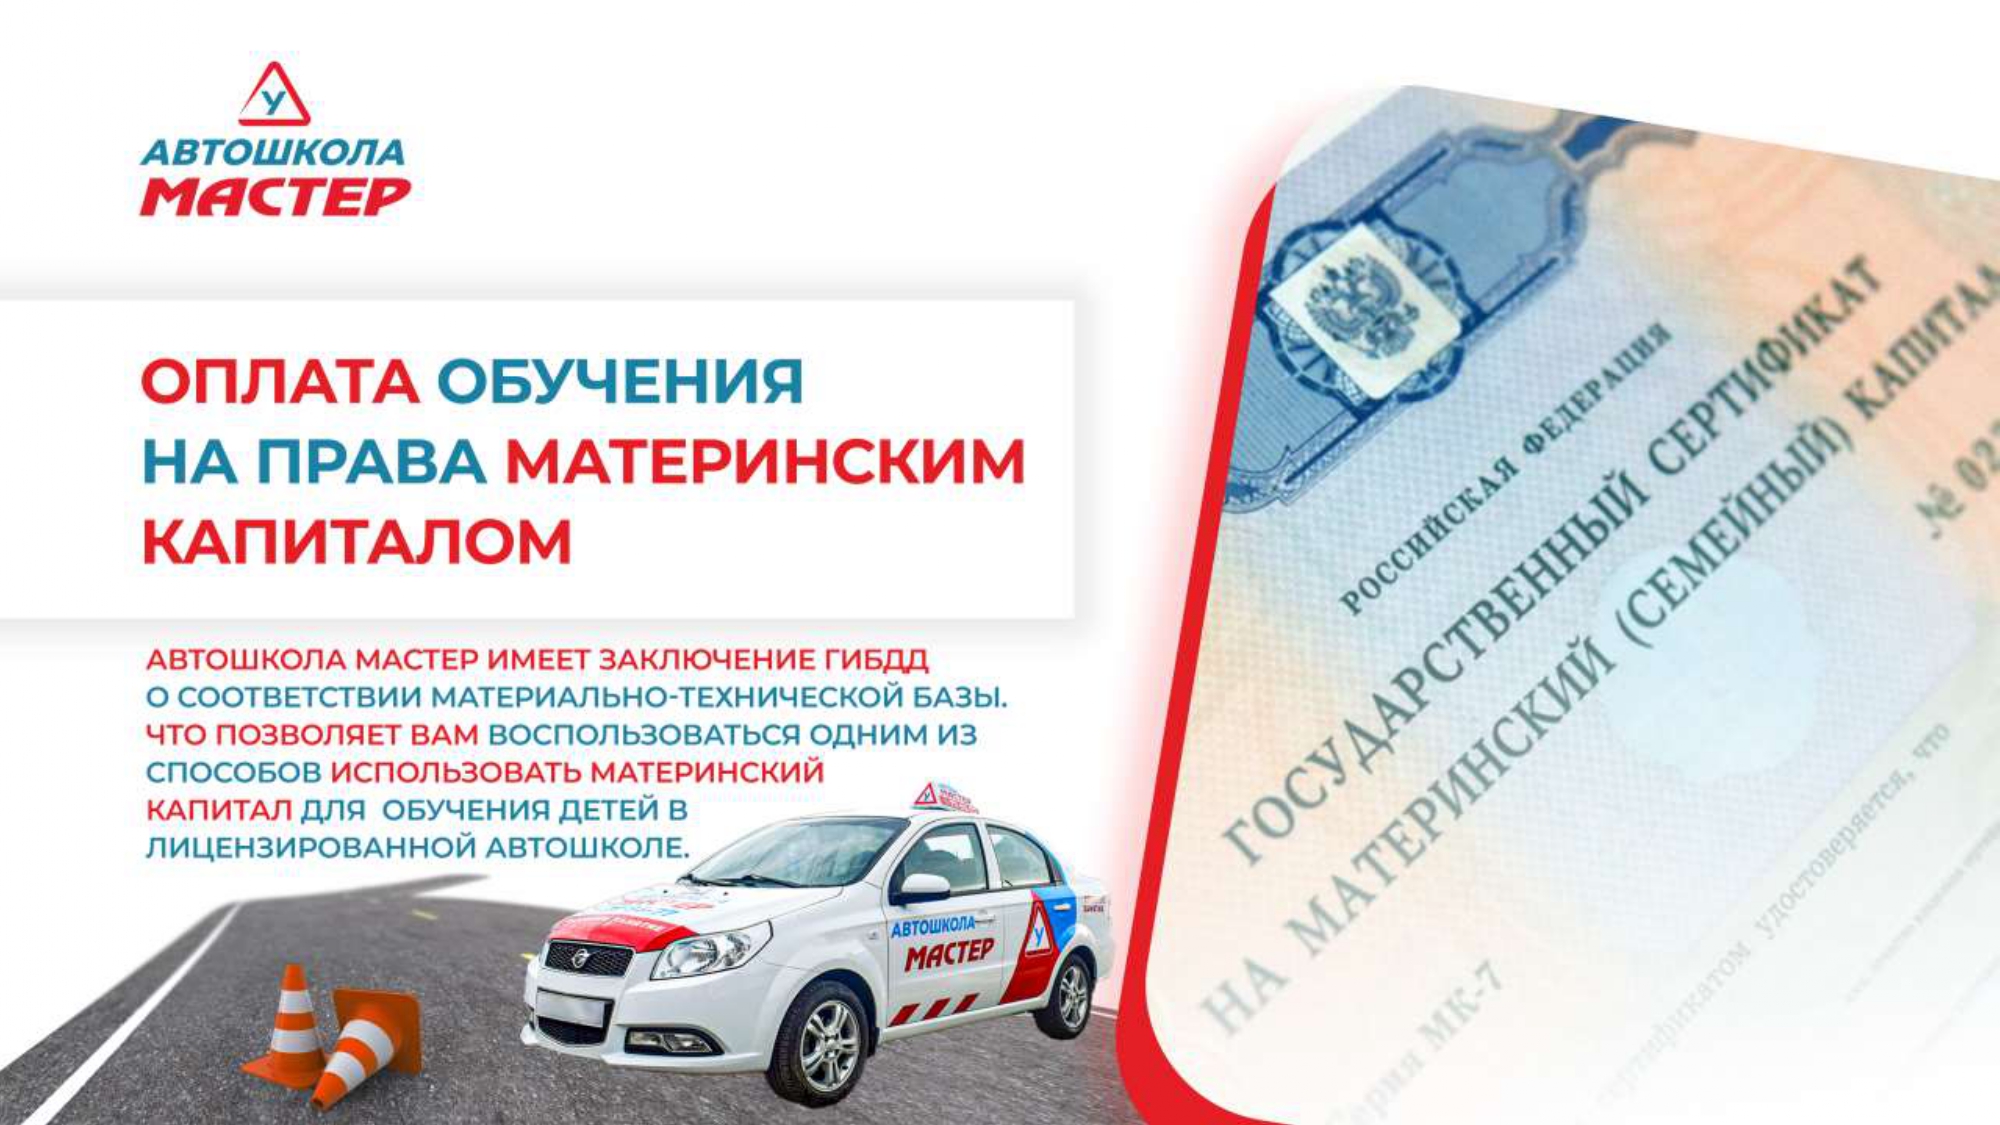 У
АВТОШКОЛА
МАСТЕР
ОПЛАТА ОБУЧЕНИЯ
НА ПРАВА МАТЕРИНСКИМ
КАПИТАЛОМ
АВТОШКОЛА МАСТЕР ИМЕЕТ ЗАКЛЮЧЕНИЕ ГИБДД
О СООТВЕТСТВИИ МАТЕРИАЛЬНО-ТЕХНИЧЕСКОЙ БАЗЫ.
ЧТО ПОЗВОЛЯЕТ ВАМ ВОСПОЛЬЗОВАТЬСЯ ОДНИМ ИЗ
СПОСОБОВ ИСПОЛЬЗОВАТЬ МАТЕРИНСКИЙ
КАПИТАЛ ДЛЯ ОБУЧЕНИЯ ДЕТЕЙ В
ЛИЦЕНЗИРОВАННОЙ АВТОШКОЛЕ.
У
АВТОШКОЛА
МАСТЕР
У
РОССИЙСКАЯ ФЕДЕРАЦИЯ
ГОСУДАРСТВЕННЫЙ СЕРТИФИКАТ
НА МАТЕРИНСКИЙ (СЕМЕЙНЫЙ) КАПИТАЛ
МК-7 № 02
удостоверяется, что